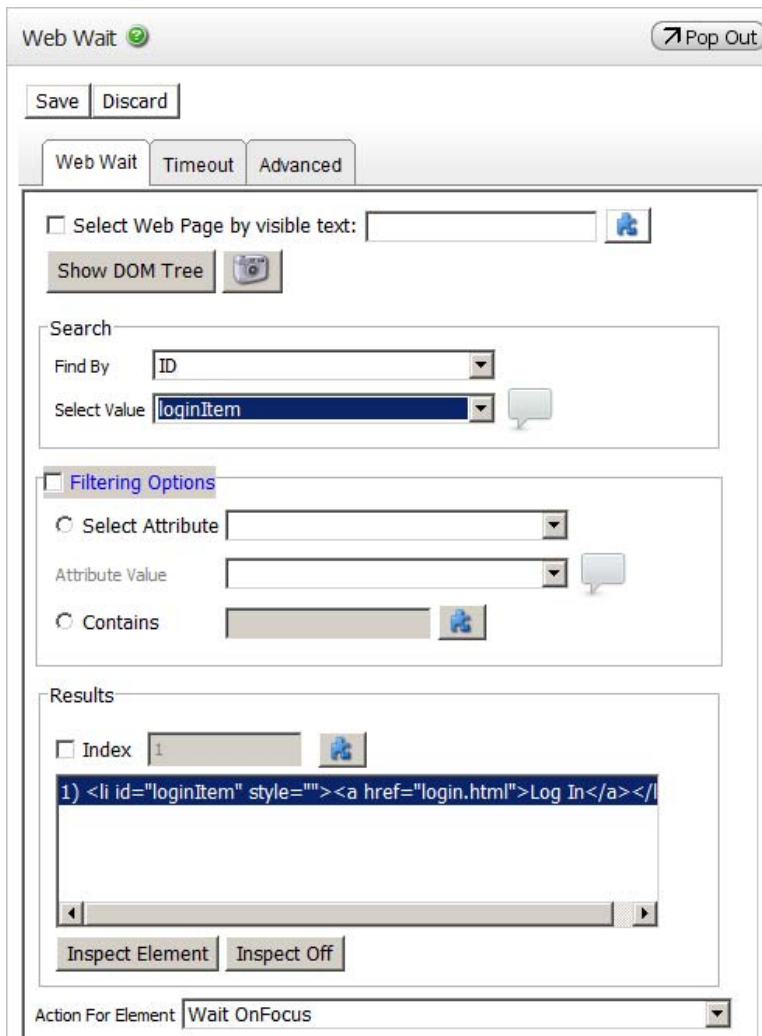 Web Wait ?
Pop Out
Save Discard
Web Wait Timeout Advanced
Select Web Page by visible text:
Show DOM Tree
Search
Find By ID
Select Value loginItem
Filtering Options
Select Attribute
Attribute Value
Contains
Results
Index 1
1) <li id="loginItem" style=""><a href="login.html">Log In</a></l
Inspect Element Inspect Off
Action For Element Wait OnFocus